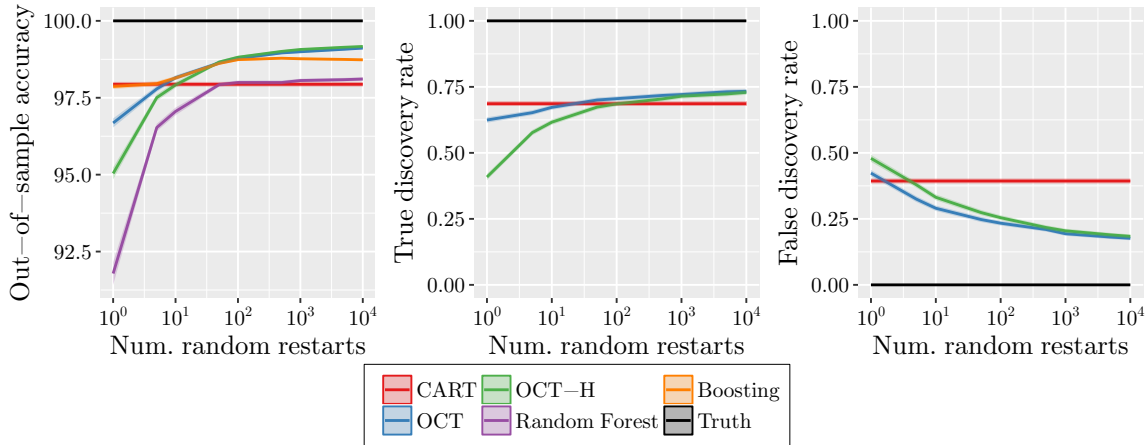 Out−of−sample accuracy
100.0
97.5
95.0
92.5
10^0 10^1 10^2 10^3 10^4
Num. random restarts
True discovery rate
1.00
0.75
0.50
0.25
0.00
10^0 10^1 10^2 10^3 10^4
Num. random restarts
False discovery rate
1.00
0.75
0.50
0.25
0.00
10^0 10^1 10^2 10^3 10^4
Num. random restarts
CART OCT−H Boosting
OCT Random Forest Truth